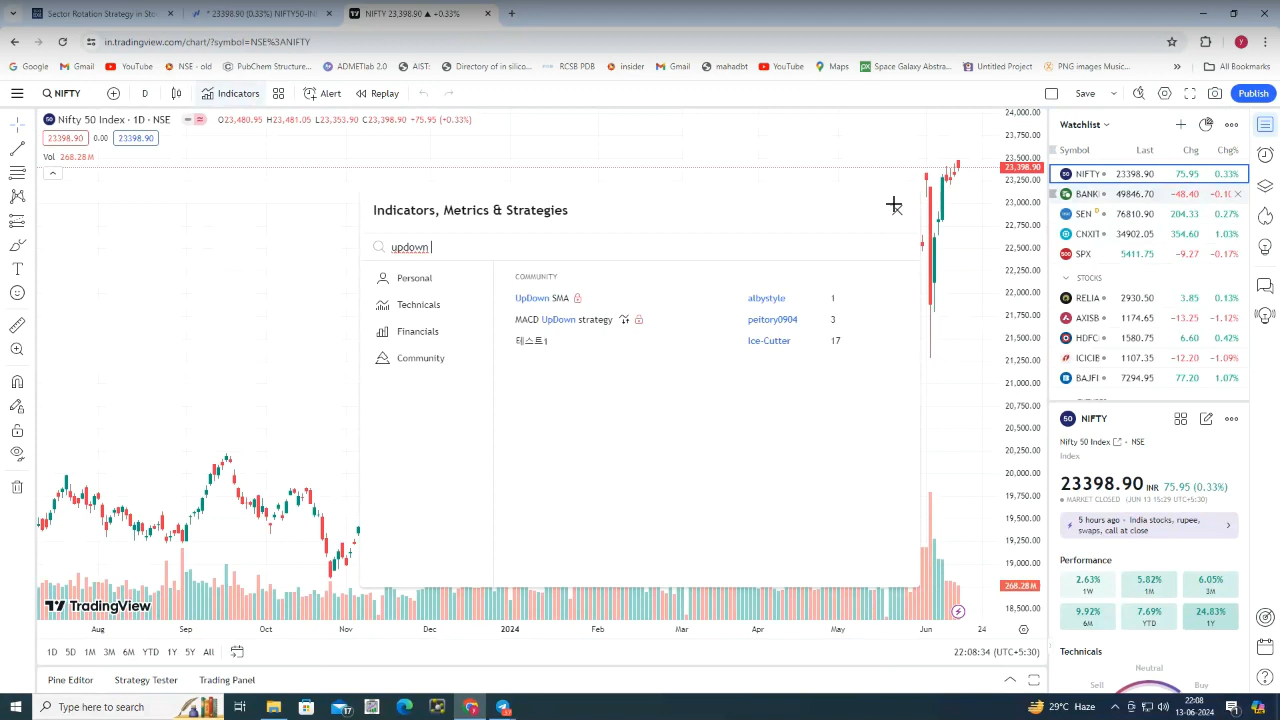 Sector Rotation Strategy in STO
* 23398.90 (0.33%) NIFTY50-INDE
NIFTY 23398.90 ▲ +0.33%
in.tradingview.com/chart/?symbol=NSE%3ANIFTY
Google
Gmail
YouTube
NSE - old
PubChem Structure...
ADMETlab 2.0
AIST:
Directory of in silico...
RCSB PDB
insider
Gmail
mahadbt
YouTube
Maps
Space Galaxy Abstra...
Untitled Project
PNG images Music...
All Bookmarks
NIFTY
D
Indicators
Alert
Replay
Save
Publish
Nifty 50 Index · 1D · NSE
O23,480.95 H23,481.05 L23,353.90 C23,398.90 -75.95 (+0.33%)
23398.90 0.00 23398.90
Vol 268.28M
24,000.00
23,750.00
23,500.00
23,398.90
23,250.00
23,000.00
22,750.00
22,500.00
22,250.00
22,000.00
21,750.00
21,500.00
21,250.00
21,000.00
20,750.00
20,500.00
20,250.00
20,000.00
19,750.00
19,500.00
19,250.00
19,000.00
268.28M
18,500.00
Indicators, Metrics & Strategies
updown
Personal
Technicals
Financials
Community
COMMUNITY
UpDown SMA albystyle 1
MACD UpDown strategy peitory0904 3
테스트1 Ice-Cutter 17
TradingView
Aug Sep Oct Nov Dec 2024 Feb Mar Apr May Jun 24
1D 5D 1M 3M 6M YTD 1Y 5Y All
22:08:34 (UTC+5:30)
Pine Editor Strategy Tester Trading Panel
Watchlist
Symbol Last Chg Chg%
NIFTY 23398.90 75.95 0.33%
BANKI 49846.70 -48.40 -0.10
SEN 76810.90 204.33 0.27%
CNXIT 34902.05 354.60 1.03%
SPX 5411.75 -9.27 -0.17%
STOCKS
RELIA 2930.50 3.85 0.13%
AXISB 1174.65 -13.25 -1.12%
HDFC 1580.75 6.60 0.42%
ICICIB 1107.35 -12.20 -1.09%
BAJFI 7294.95 77.20 1.07%
NIFTY
Nifty 50 Index · NSE
Index
23398.90 INR 75.95 (0.33%)
MARKET CLOSED (JUN 13 15:29 UTC+5:30)
5 hours ago · India stocks, rupee,
swaps, call at close
Performance
2.63% 5.82% 6.05%
1W 1M 3M
9.92% 7.69% 24.83%
6M YTD 1Y
Technicals
Neutral
Sell Buy
Type here to search
29°C Haze
22:08
13-06-2024